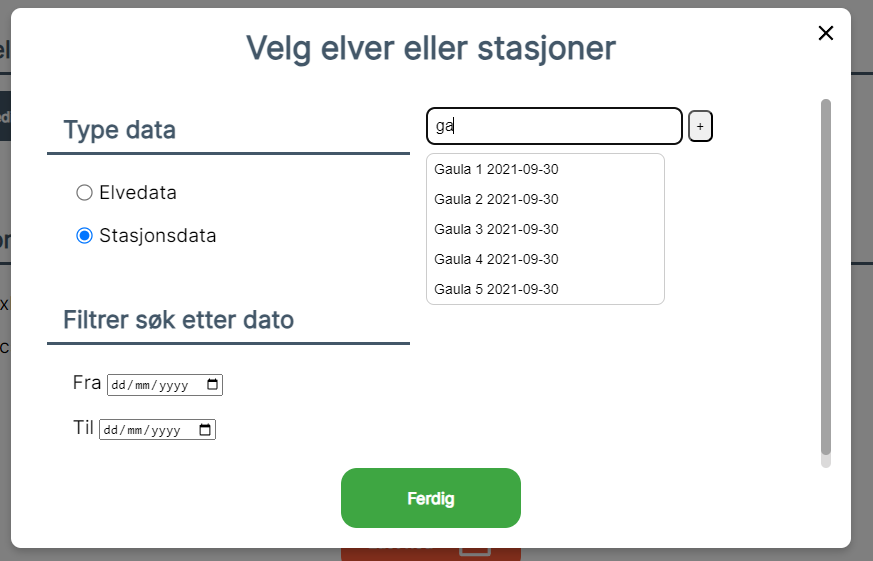 Velg elver eller stasjoner
Type data
Elvedata
Stasjonsdata
Filtrer søk etter dato
Fra dd/mm/yyyy
Til dd/mm/yyyy
ga +
Gaula 1 2021-09-30
Gaula 2 2021-09-30
Gaula 3 2021-09-30
Gaula 4 2021-09-30
Gaula 5 2021-09-30
Ferdig